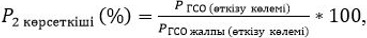 P₂ көрсеткіші (%) = P ГСО (өткізу көлемі) / P ГСО жалпы (өткізу көлемі) * 100,